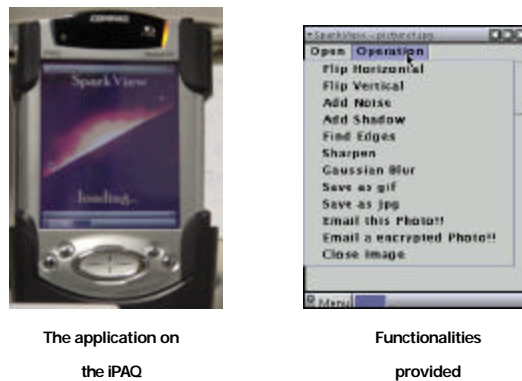 COMPAQ
SparkView
loading..
The application on
the iPAQ
SparkView - picture1.jpg
Open Operation
Flip Horizontal
Flip Vertical
Add Noise
Add Shadow
Find Edges
Sharpen
Gaussian Blur
Save as gif
Save as jpg
Email this Photo!!
Email a encrypted Photo!!
Close Image
Menu
Functionalities
provided